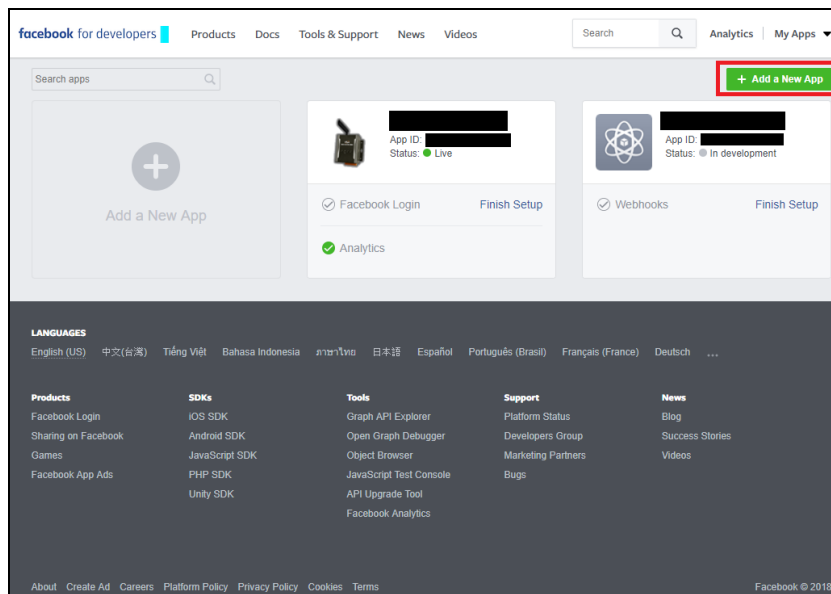 facebook for developers Products Docs Tools & Support News Videos Search Analytics My Apps
Search apps + Add a New App
Add a New App
App ID:
Status: Live
Facebook Login Finish Setup
Analytics
App ID:
Status: In development
Webhooks Finish Setup
LANGUAGES
English (US) 中文(台灣) Tiếng Việt Bahasa Indonesia ภาษาไทย 日本語 Español Português (Brasil) Français (France) Deutsch ...
Products
Facebook Login
Sharing on Facebook
Games
Facebook App Ads
SDKs
iOS SDK
Android SDK
JavaScript SDK
PHP SDK
Unity SDK
Tools
Graph API Explorer
Open Graph Debugger
Object Browser
JavaScript Test Console
API Upgrade Tool
Facebook Analytics
Support
Platform Status
Developers Group
Marketing Partners
Bugs
News
Blog
Success Stories
Videos
About Create Ad Careers Platform Policy Privacy Policy Cookies Terms Facebook © 2018